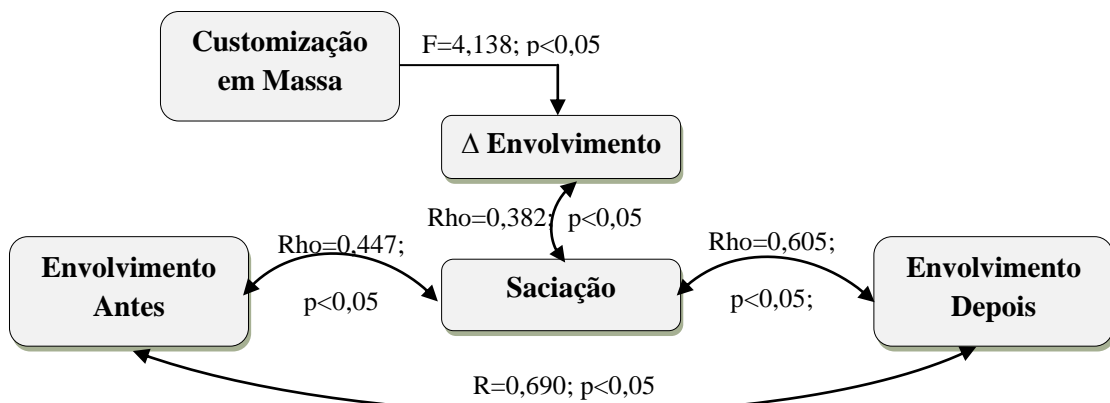 Customização
em Massa
F=4,138; p<0,05
Δ Envolvimento
Rho=0,382; p<0,05
Rho=0,447;
p<0,05
Rho=0,605;
p<0,05;
Envolvimento
Antes
Saciação
Envolvimento
Depois
R=0,690; p<0,05